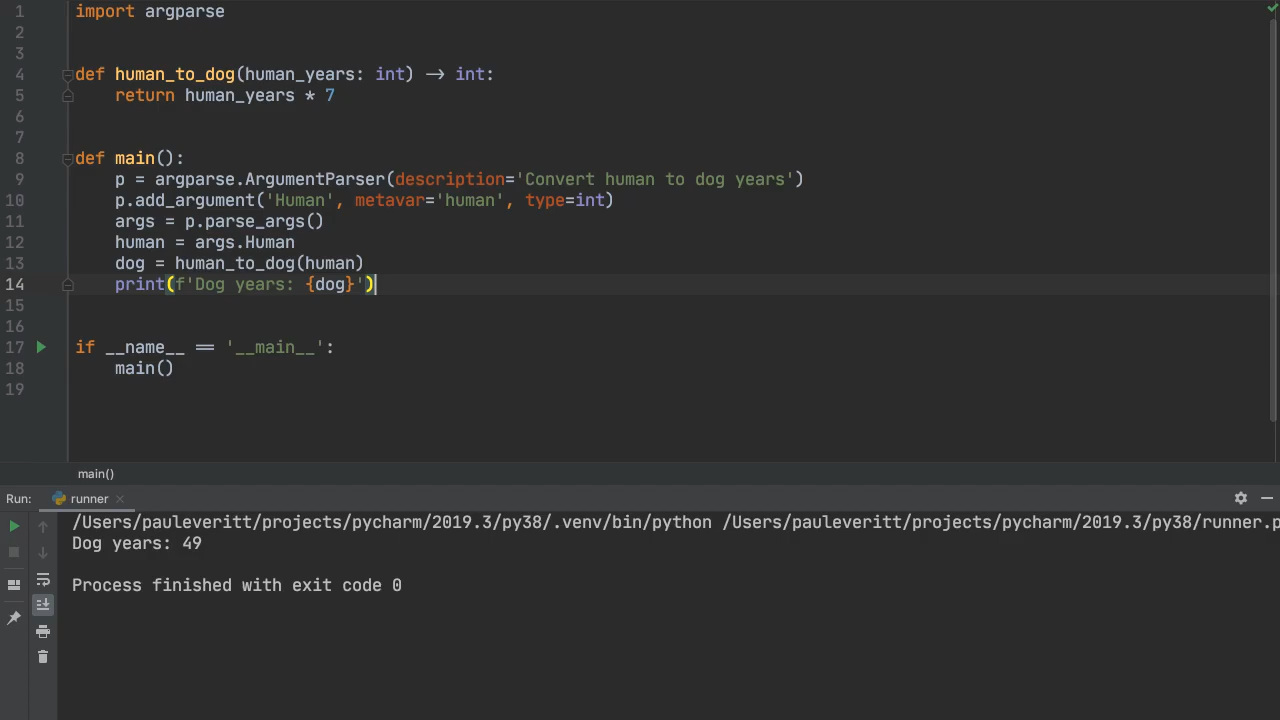 1 import argparse
2
3
4 def human_to_dog(human_years: int) → int:
5 return human_years * 7
6
7
8 def main():
9 p = argparse.ArgumentParser(description='Convert human to dog years')
10 p.add_argument('Human', metavar='human', type=int)
11 args = p.parse_args()
12 human = args.Human
13 dog = human_to_dog(human)
14 print(f'Dog years: {dog}')
15
16
17 if __name__ == '__main__':
18 main()
19
main()
Run: runner
/Users/pauleveritt/projects/pycharm/2019.3/py38/.venv/bin/python /Users/pauleveritt/projects/pycharm/2019.3/py38/runner.p
Dog years: 49
Process finished with exit code 0